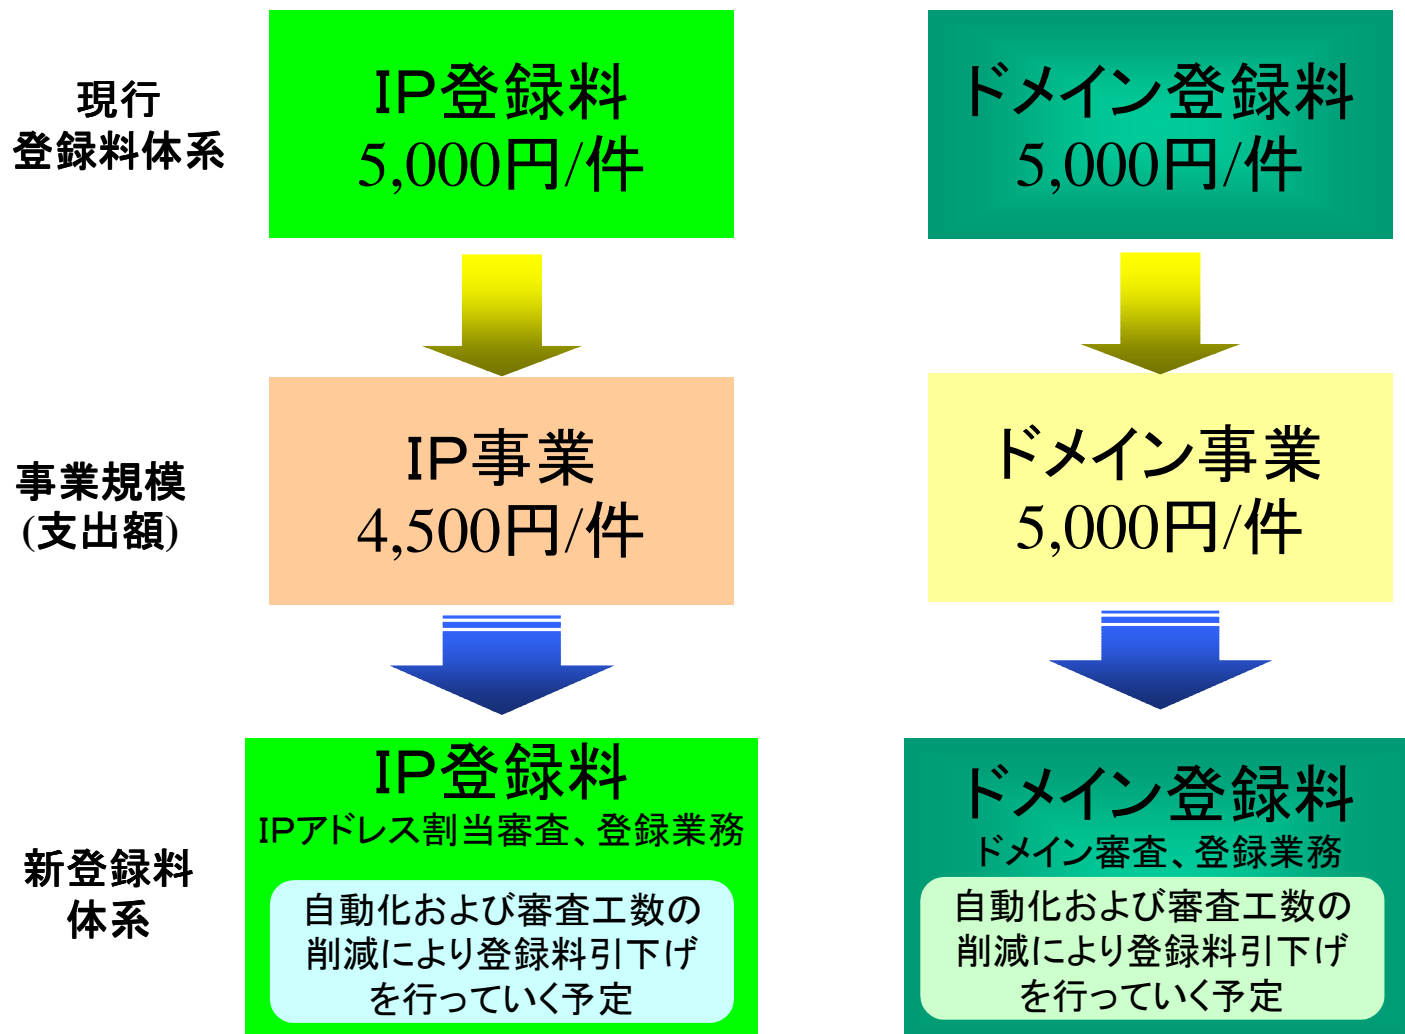 現行
登録料体系
IP登録料
5,000円/件
ドメイン登録料
5,000円/件
事業規模
(支出額)
IP事業
4,500円/件
ドメイン事業
5,000円/件
新登録料
体系
IP登録料
IPアドレス割当審査、登録業務
自動化および審査工数の
削減により登録料引下げ
を行っていく予定
ドメイン登録料
ドメイン審査、登録業務
自動化および審査工数の
削減により登録料引下げ
を行っていく予定